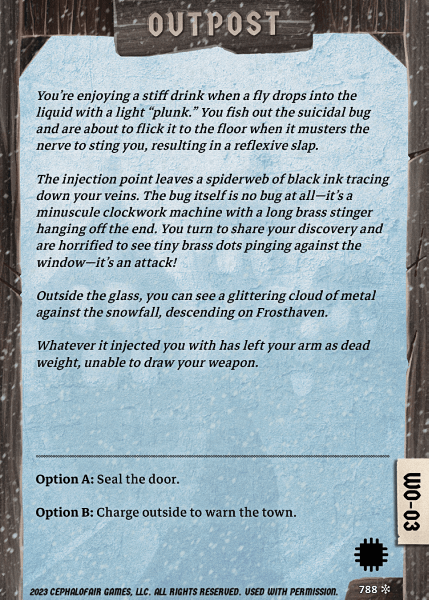 OUTPOST
You’re enjoying a stiff drink when a fly drops into the
liquid with a light “plunk.” You fish out the suicidal bug
and are about to flick it to the floor when it musters the
nerve to sting you, resulting in a reflexive slap.
The injection point leaves a spiderweb of black ink tracing
down your veins. The bug itself is no bug at all—it’s a
minuscule clockwork machine with a long brass stinger
hanging off the end. You turn to share your discovery and
are horrified to see tiny brass dots pinging against the
window—it’s an attack!
Outside the glass, you can see a glittering cloud of metal
against the snowfall, descending on Frosthaven.
Whatever it injected you with has left your arm as dead
weight, unable to draw your weapon.
Option A: Seal the door.
Option B: Charge outside to warn the town.
WO-03
2023 CEPHALOFAIR GAMES, LLC. ALL RIGHTS RESERVED. USED WITH PERMISSION.
788